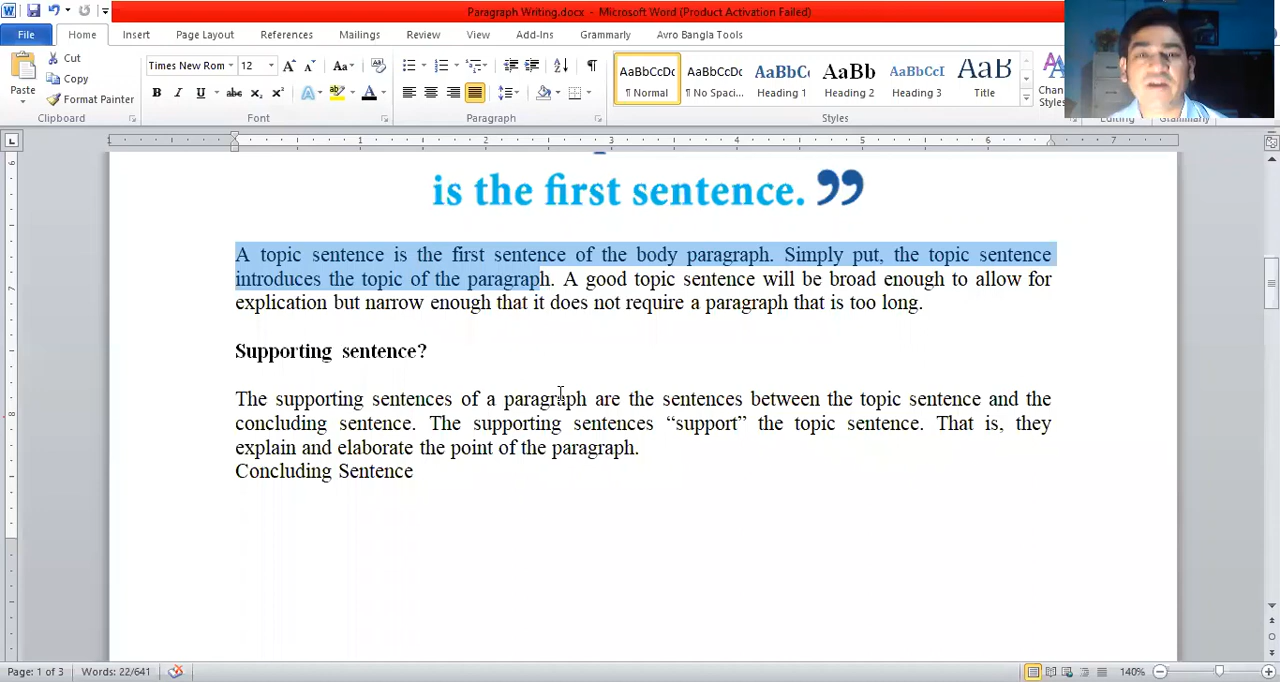 Paragraph Writing.docx - Microsoft Word (Product Activation Failed)
File Home Insert Page Layout References Mailings Review View Add-Ins Grammarly Avro Bangla Tools
Paste
Cut
Copy
Format Painter
Clipboard
Times New Rom 12
Font
Paragraph
AaBbCcDc
¶ Normal
AaBbCcDc
¶ No Spaci...
AaBbC
Heading 1
AaBb
Heading 2
AaBbCcI
Heading 3
AaB
Title
Styles
is the first sentence. ”
A topic sentence is the first sentence of the body paragraph. Simply put, the topic sentence
introduces the topic of the paragraph. A good topic sentence will be broad enough to allow for
explication but narrow enough that it does not require a paragraph that is too long.
Supporting sentence?
The supporting sentences of a paragraph are the sentences between the topic sentence and the
concluding sentence. The supporting sentences “support” the topic sentence. That is, they
explain and elaborate the point of the paragraph.
Concluding Sentence
Page: 1 of 3 Words: 22/641 140%